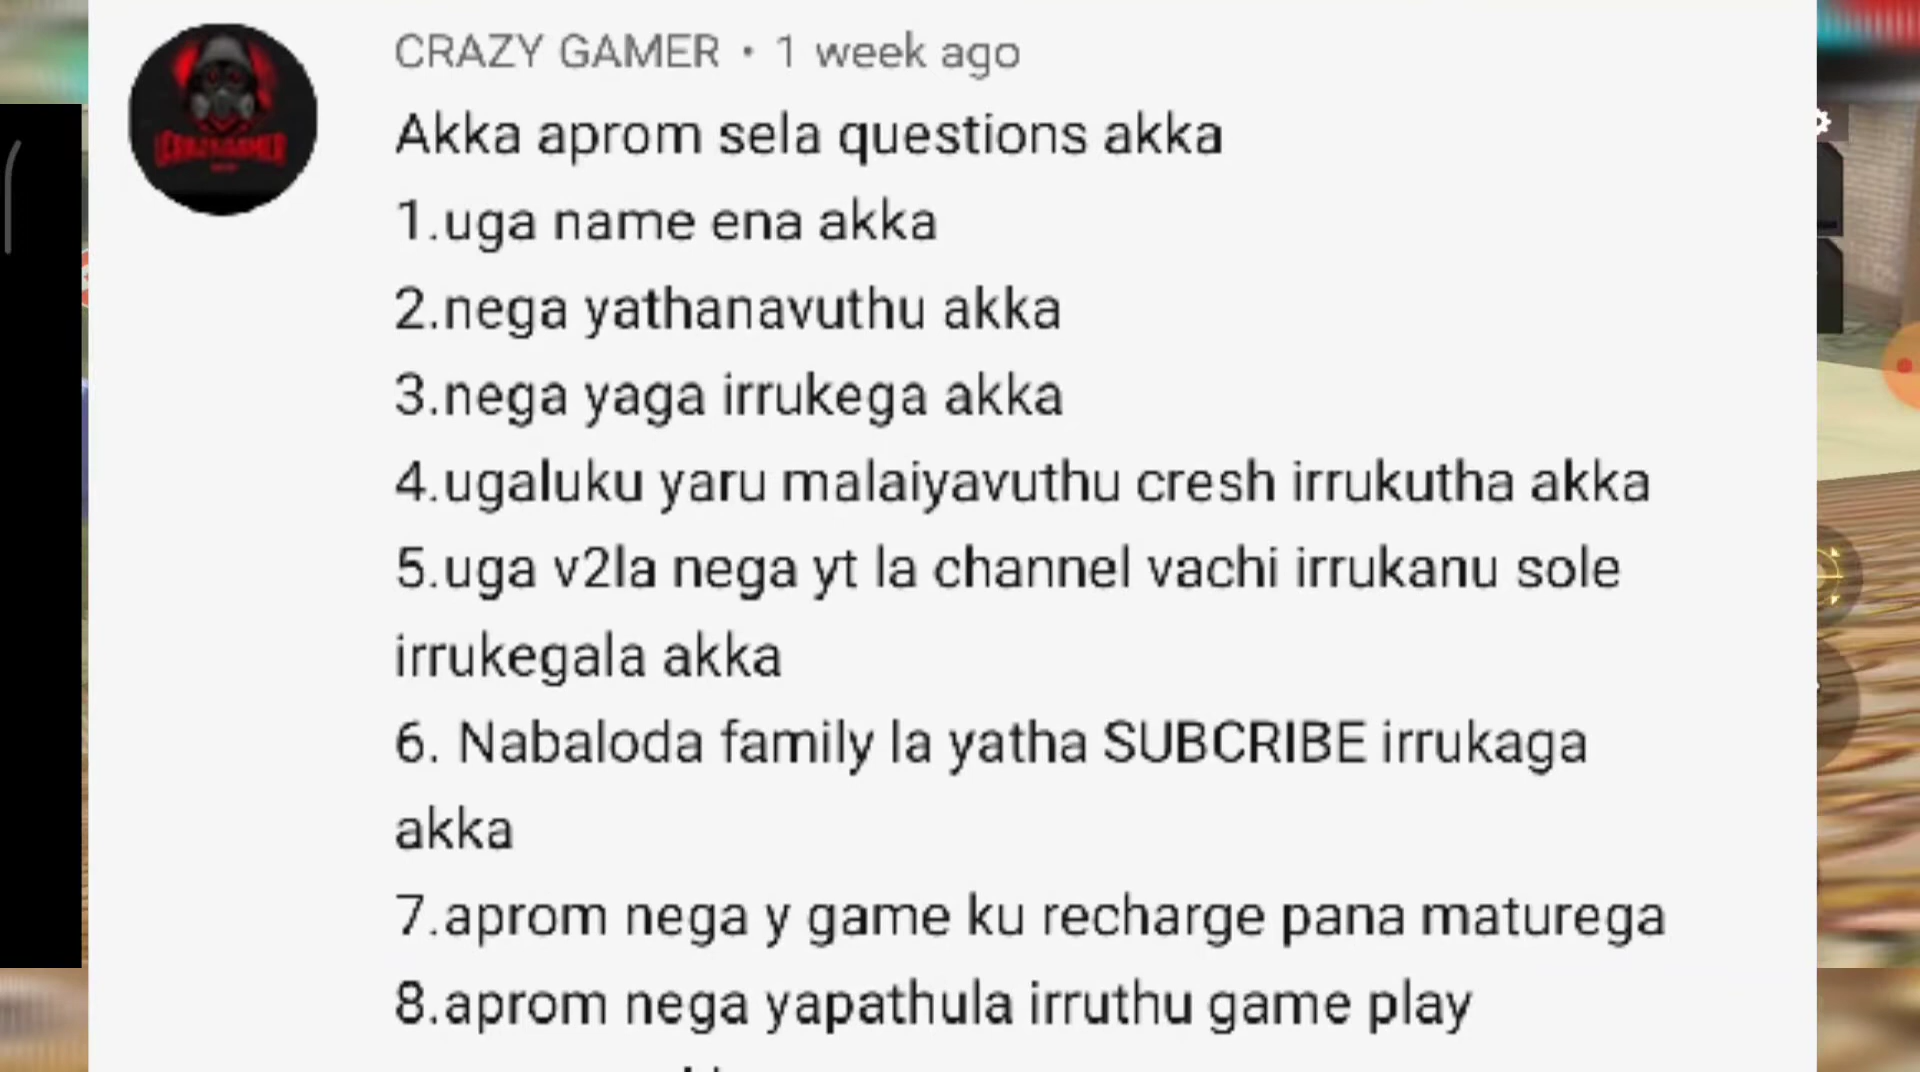 CRAZY GAMER • 1 week ago
Akka aprom sela questions akka
1.uga name ena akka
2.nega yathanavuthu akka
3.nega yaga irrukega akka
4.ugaluku yaru malaiyavuthu cresh irrukutha akka
5.uga v2la nega yt la channel vachi irrukanu sole
irrukegala akka
6. Nabaloda family la yatha SUBCRIBE irrukaga
akka
7.aprom nega y game ku recharge pana maturega
8.aprom nega yapathula irruthu game play